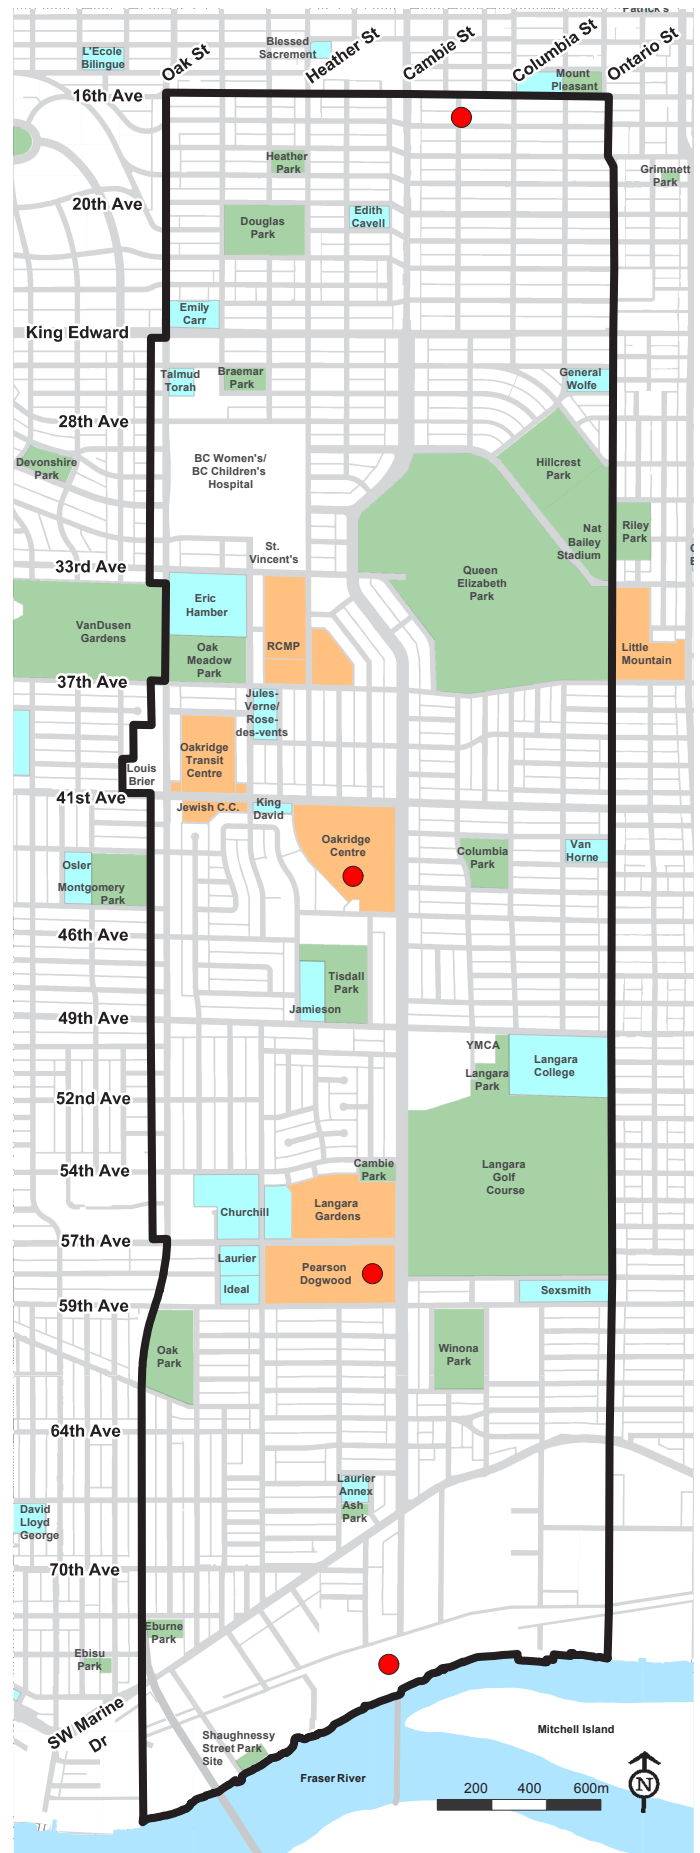 Patrick's
L'Ecole
Bilingue
Oak St
Blessed
Sacrement
Heather St
Cambie St
Columbia St
Ontario St
Mount
Pleasant
16th Ave
Heather
Park
Grimmett
Park
20th Ave
Douglas
Park
Edith
Cavell
Emily
Carr
King Edward
Talmud
Torah
Braemar
Park
General
Wolfe
28th Ave
Devonshire
Park
BC Women's/
BC Children's
Hospital
Hillcrest
Park
Nat
Bailey
Stadium
Riley
Park
St.
Vincent's
33rd Ave
Queen
Elizabeth
Park
Eric
Hamber
VanDusen
Gardens
Oak
Meadow
Park
RCMP
Little
Mountain
37th Ave
Jules-
Verne/
Rose-
des-vents
Oakridge
Transit
Centre
Louis
Brier
41st Ave
Jewish C.C.
King
David
Oakridge
Centre
Columbia
Park
Van
Horne
Osler
Montgomery
Park
46th Ave
Tisdall
Park
Jamieson
49th Ave
YMCA
Langara
Park
Langara
College
52nd Ave
54th Ave
Cambie
Park
Langara
Golf
Course
Churchill
Langara
Gardens
57th Ave
Laurier
Ideal
Pearson
Dogwood
Sexsmith
59th Ave
Oak
Park
Winona
Park
64th Ave
Laurier
Annex
Ash
Park
David
Lloyd
George
70th Ave
Eburne
Park
Ebisu
Park
SW Marine
Dr
Shaughnessy
Street Park
Site
Mitchell Island
Fraser River
200 400 600m
N